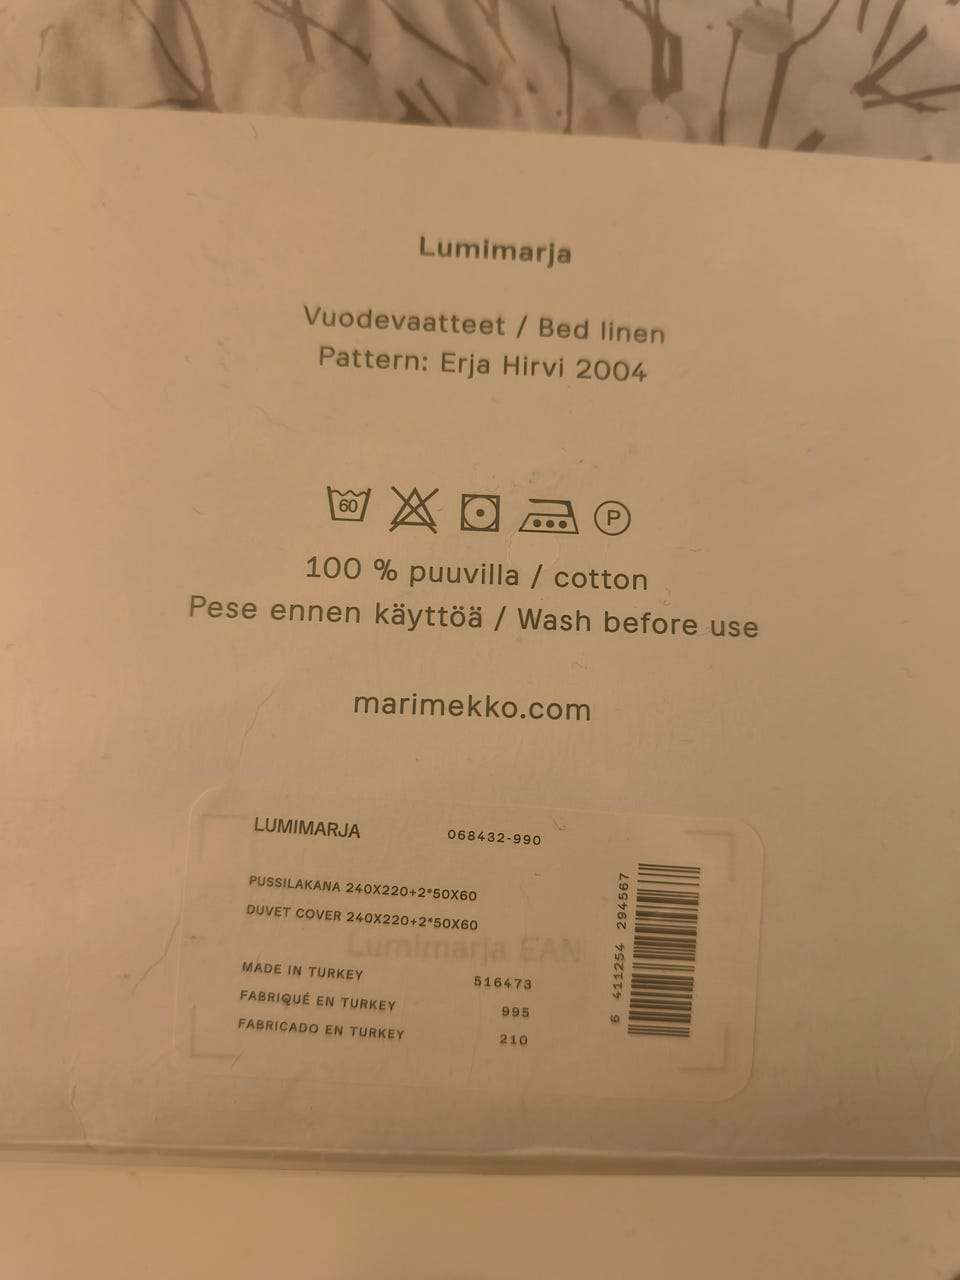 Lumimarja
Vuodevaatteet / Bed linen
Pattern: Erja Hirvi 2004
60 P
100 % puuvilla / cotton
Pese ennen käyttöä / Wash before use
marimekko.com
LUMIMARJA 068432-990
PUSSILAKANA 240X220+2*50X60
DUVET COVER 240X220+2*50X60
Lumimarja EAN
MADE IN TURKEY 516473
FABRIQUÉ EN TURKEY 995
FABRICADO EN TURKEY 210
6 411254 294567